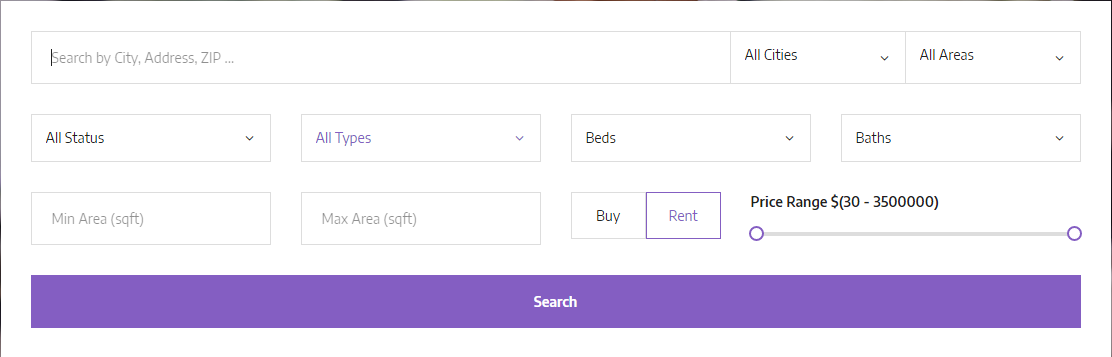 Search by City, Address, ZIP ...
All Cities
All Areas
All Status
All Types
Beds
Baths
Min Area (sqft)
Max Area (sqft)
Buy
Rent
Price Range $(30 - 3500000)
Search